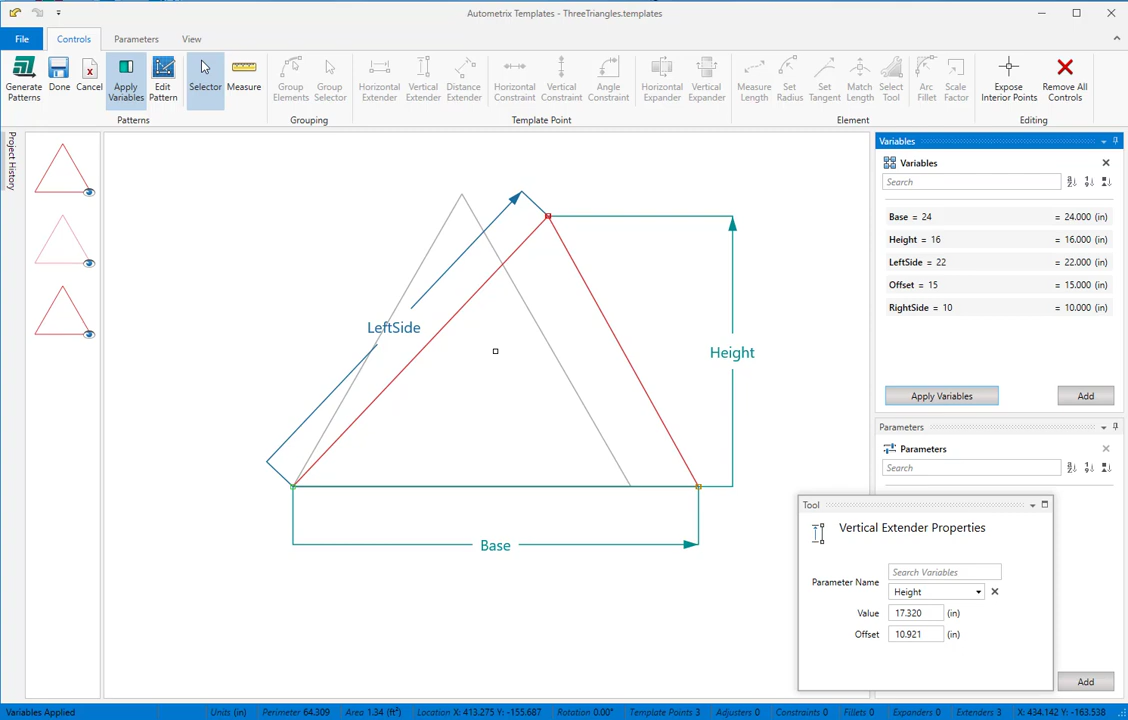 Autometrix Templates - ThreeTriangles.templates
File
Controls
Parameters
View
Generate Patterns
Done
Cancel
Apply Variables
Edit Pattern
Selector
Measure
Group Elements
Group Selector
Horizontal Extender
Vertical Extender
Distance Extender
Horizontal Constraint
Vertical Constraint
Angle Constraint
Horizontal Expander
Vertical Expander
Measure Length
Set Radius
Set Tangent
Match Length
Select Tool
Arc Fillet
Scale Factor
Expose Interior Points
Remove All Controls
Patterns
Grouping
Template Point
Element
Editing
Project History
LeftSide
Height
Base
Variables
Variables
Search
Base = 24 = 24.000 (in)
Height = 16 = 16.000 (in)
LeftSide = 22 = 22.000 (in)
Offset = 15 = 15.000 (in)
RightSide = 10 = 10.000 (in)
Apply Variables
Add
Parameters
Parameters
Search
Tool
Vertical Extender Properties
Search Variables
Parameter Name
Height
Value 17.320 (in)
Offset 10.921 (in)
Add
Variables Applied
Units (in) Perimeter 64.309 Area 1.34 (ft²) Location X: 413.275 Y: -155.687 Rotation 0.00° Template Points 3 Adjusters 0 Constraints 0 Fillets 0 Expanders 0 Extenders 3 X: 434.142 Y: -163.538